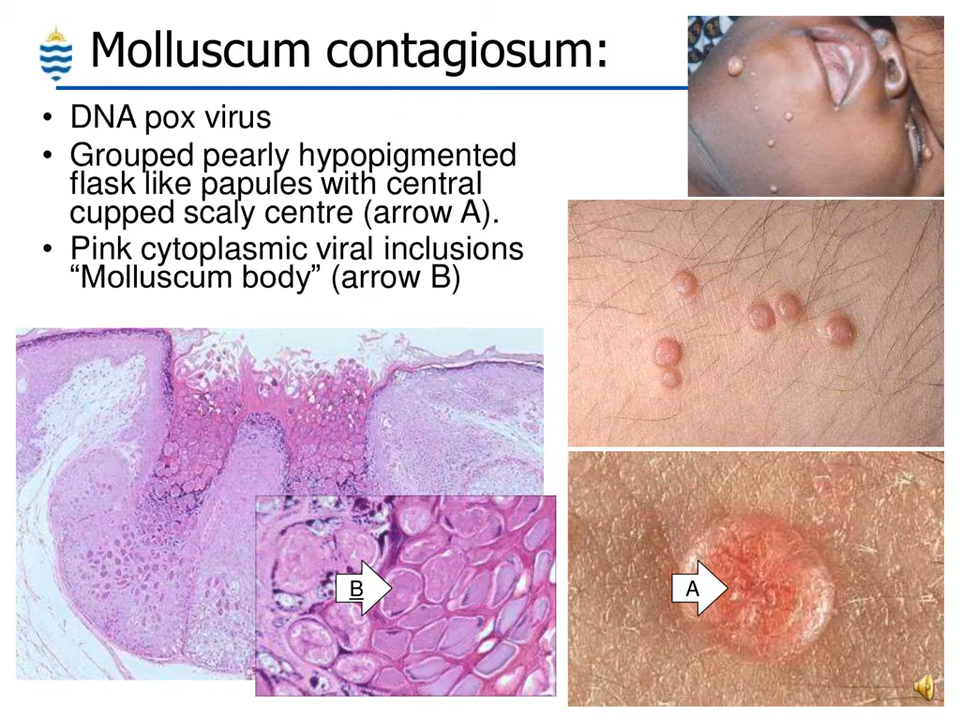 Molluscum contagiosum:
• DNA pox virus
• Grouped pearly hypopigmented
flask like papules with central
cupped scaly centre (arrow A).
• Pink cytoplasmic viral inclusions
“Molluscum body” (arrow B)
B
A